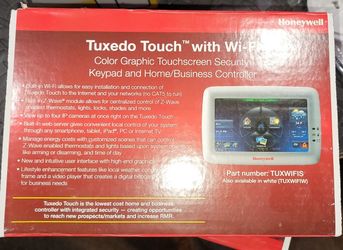 Honeywell
Tuxedo Touch™ with Wi-Fi
Color Graphic Touchscreen Security
Keypad and Home/Business Controller
Built-in Wi-Fi allows for easy installation and connection of
Tuxedo Touch to the Internet and your networks (no CAT5 to run)
Built-in Z-Wave® module allows for centralized control of Z-Wave
enabled thermostats, lights, locks, shades and more
View up to four IP cameras at once right on the Tuxedo Touch
Built-in web server gives convenient local control of your system
through any smartphone, tablet, iPad®, PC or Internet TV
• Manage energy costs with customized scenes that can control
Z-Wave enabled thermostats and lights based upon system
like arming or disarming, and time of day
• New and intuitive user interface with high-end graphics
• Lifestyle enhancement features like local weather,
frame and a video player that creates a digital
for business needs
Honeywell
Part number: TUXWIFIS
Also available in white (TUXWIFIW)
Tuxedo Touch is the lowest cost home and business
controller with integrated security — creating opportunities
to reach new prospects/markets and increase RMR.